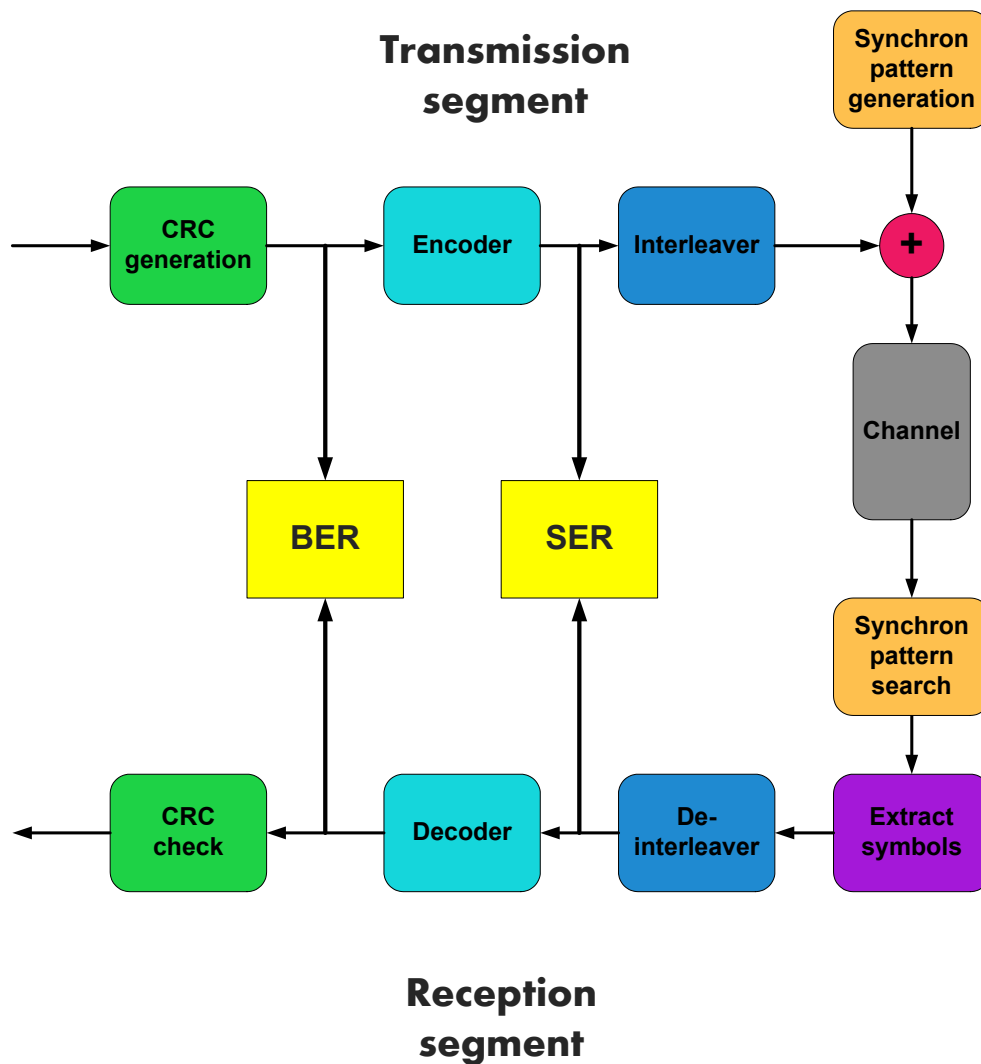 Transmission
segment
Synchron
pattern
generation
CRC
generation
Encoder
Interleaver
+
Channel
BER
SER
Synchron
pattern
search
CRC
check
Decoder
De-
interleaver
Extract
symbols
Reception
segment